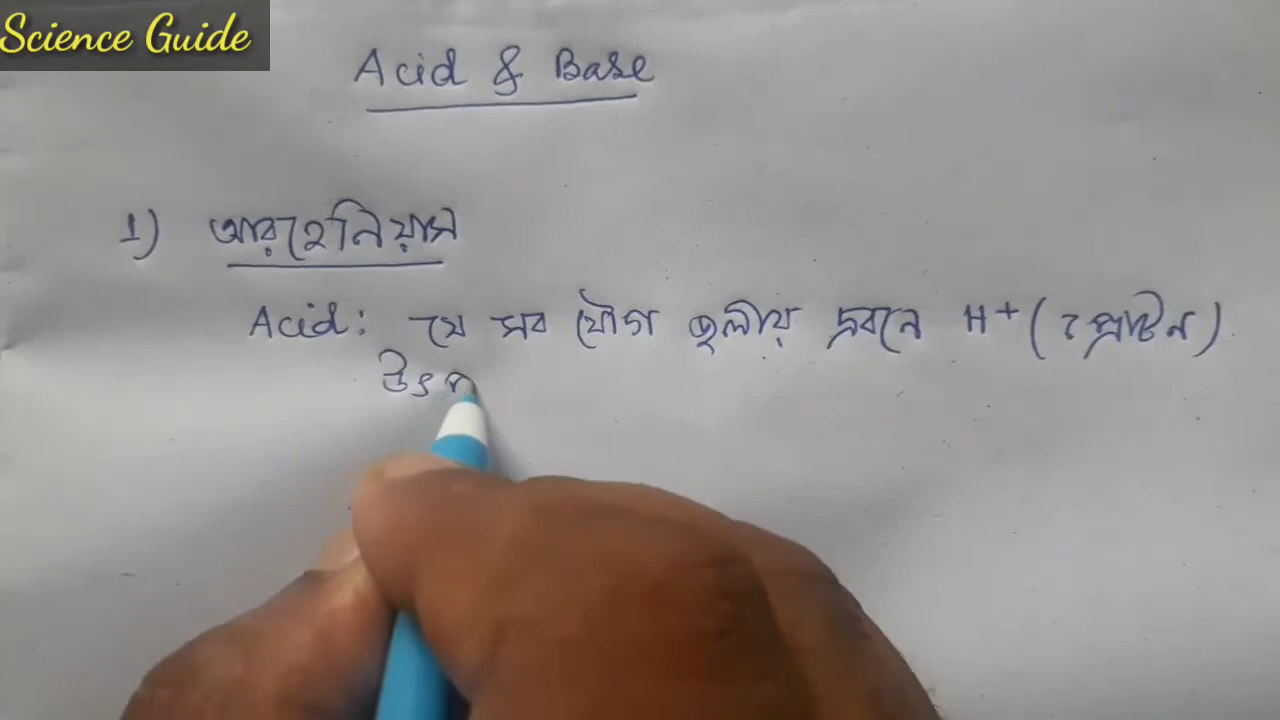 Science Guide
Acid & Base
1) আরহেনিয়াস
Acid: যে সব যৌগ জলীয় দ্রবনে H+ (প্রোটন)
উৎপ